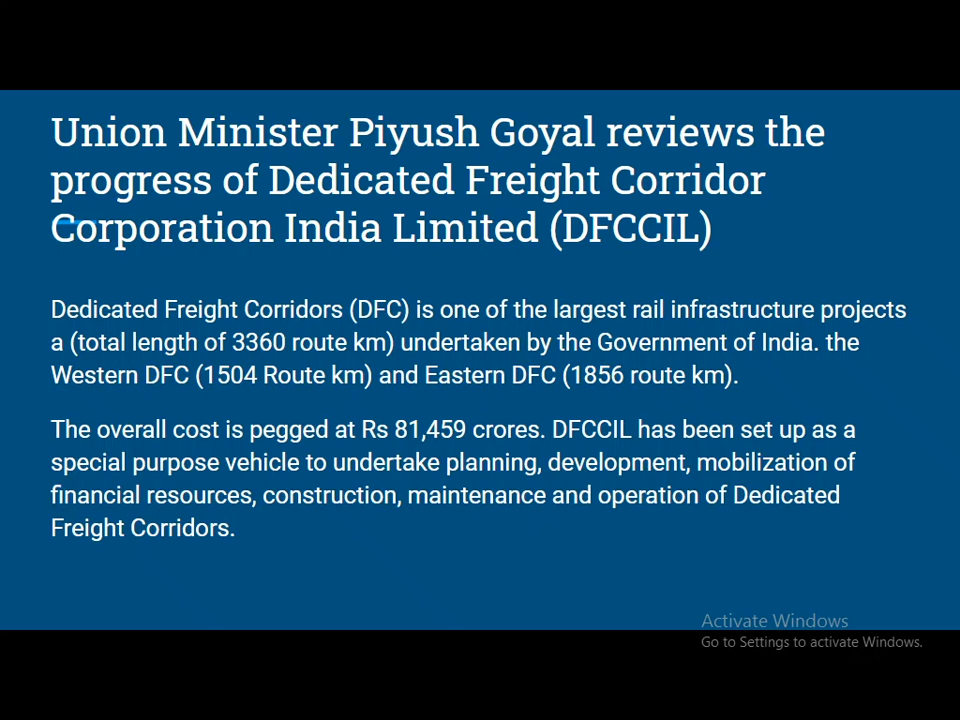 Union Minister Piyush Goyal reviews the
progress of Dedicated Freight Corridor
Corporation India Limited (DFCCIL)
Dedicated Freight Corridors (DFC) is one of the largest rail infrastructure projects
a (total length of 3360 route km) undertaken by the Government of India. the
Western DFC (1504 Route km) and Eastern DFC (1856 route km).
The overall cost is pegged at Rs 81,459 crores. DFCCIL has been set up as a
special purpose vehicle to undertake planning, development, mobilization of
financial resources, construction, maintenance and operation of Dedicated
Freight Corridors.
Activate Windows
Go to Settings to activate Windows.